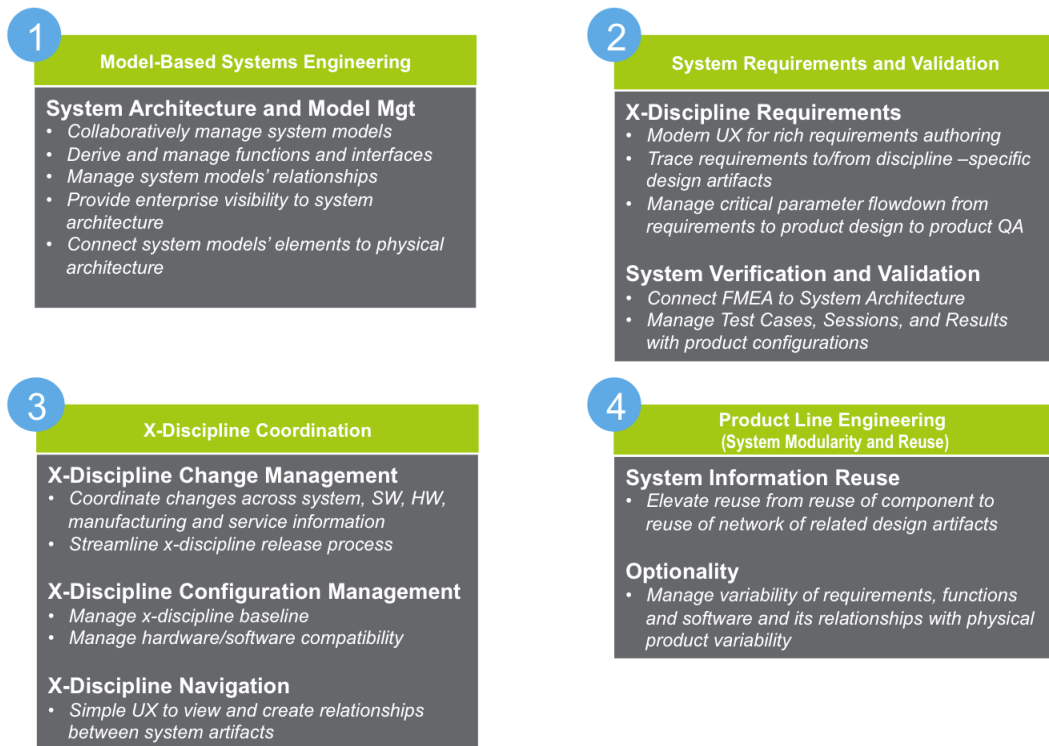 1
Model-Based Systems Engineering
System Architecture and Model Mgt
• Collaboratively manage system models
• Derive and manage functions and interfaces
• Manage system models' relationships
• Provide enterprise visibility to system
architecture
• Connect system models' elements to physical
architecture
2
System Requirements and Validation
X-Discipline Requirements
• Modern UX for rich requirements authoring
• Trace requirements to/from discipline –specific
design artifacts
• Manage critical parameter flowdown from
requirements to product design to product QA
System Verification and Validation
• Connect FMEA to System Architecture
• Manage Test Cases, Sessions, and Results
with product configurations
3
X-Discipline Coordination
X-Discipline Change Management
• Coordinate changes across system, SW, HW,
manufacturing and service information
• Streamline x-discipline release process
X-Discipline Configuration Management
• Manage x-discipline baseline
• Manage hardware/software compatibility
X-Discipline Navigation
• Simple UX to view and create relationships
between system artifacts
4
Product Line Engineering
(System Modularity and Reuse)
System Information Reuse
• Elevate reuse from reuse of component to
reuse of network of related design artifacts
Optionality
• Manage variability of requirements, functions
and software and its relationships with physical
product variability